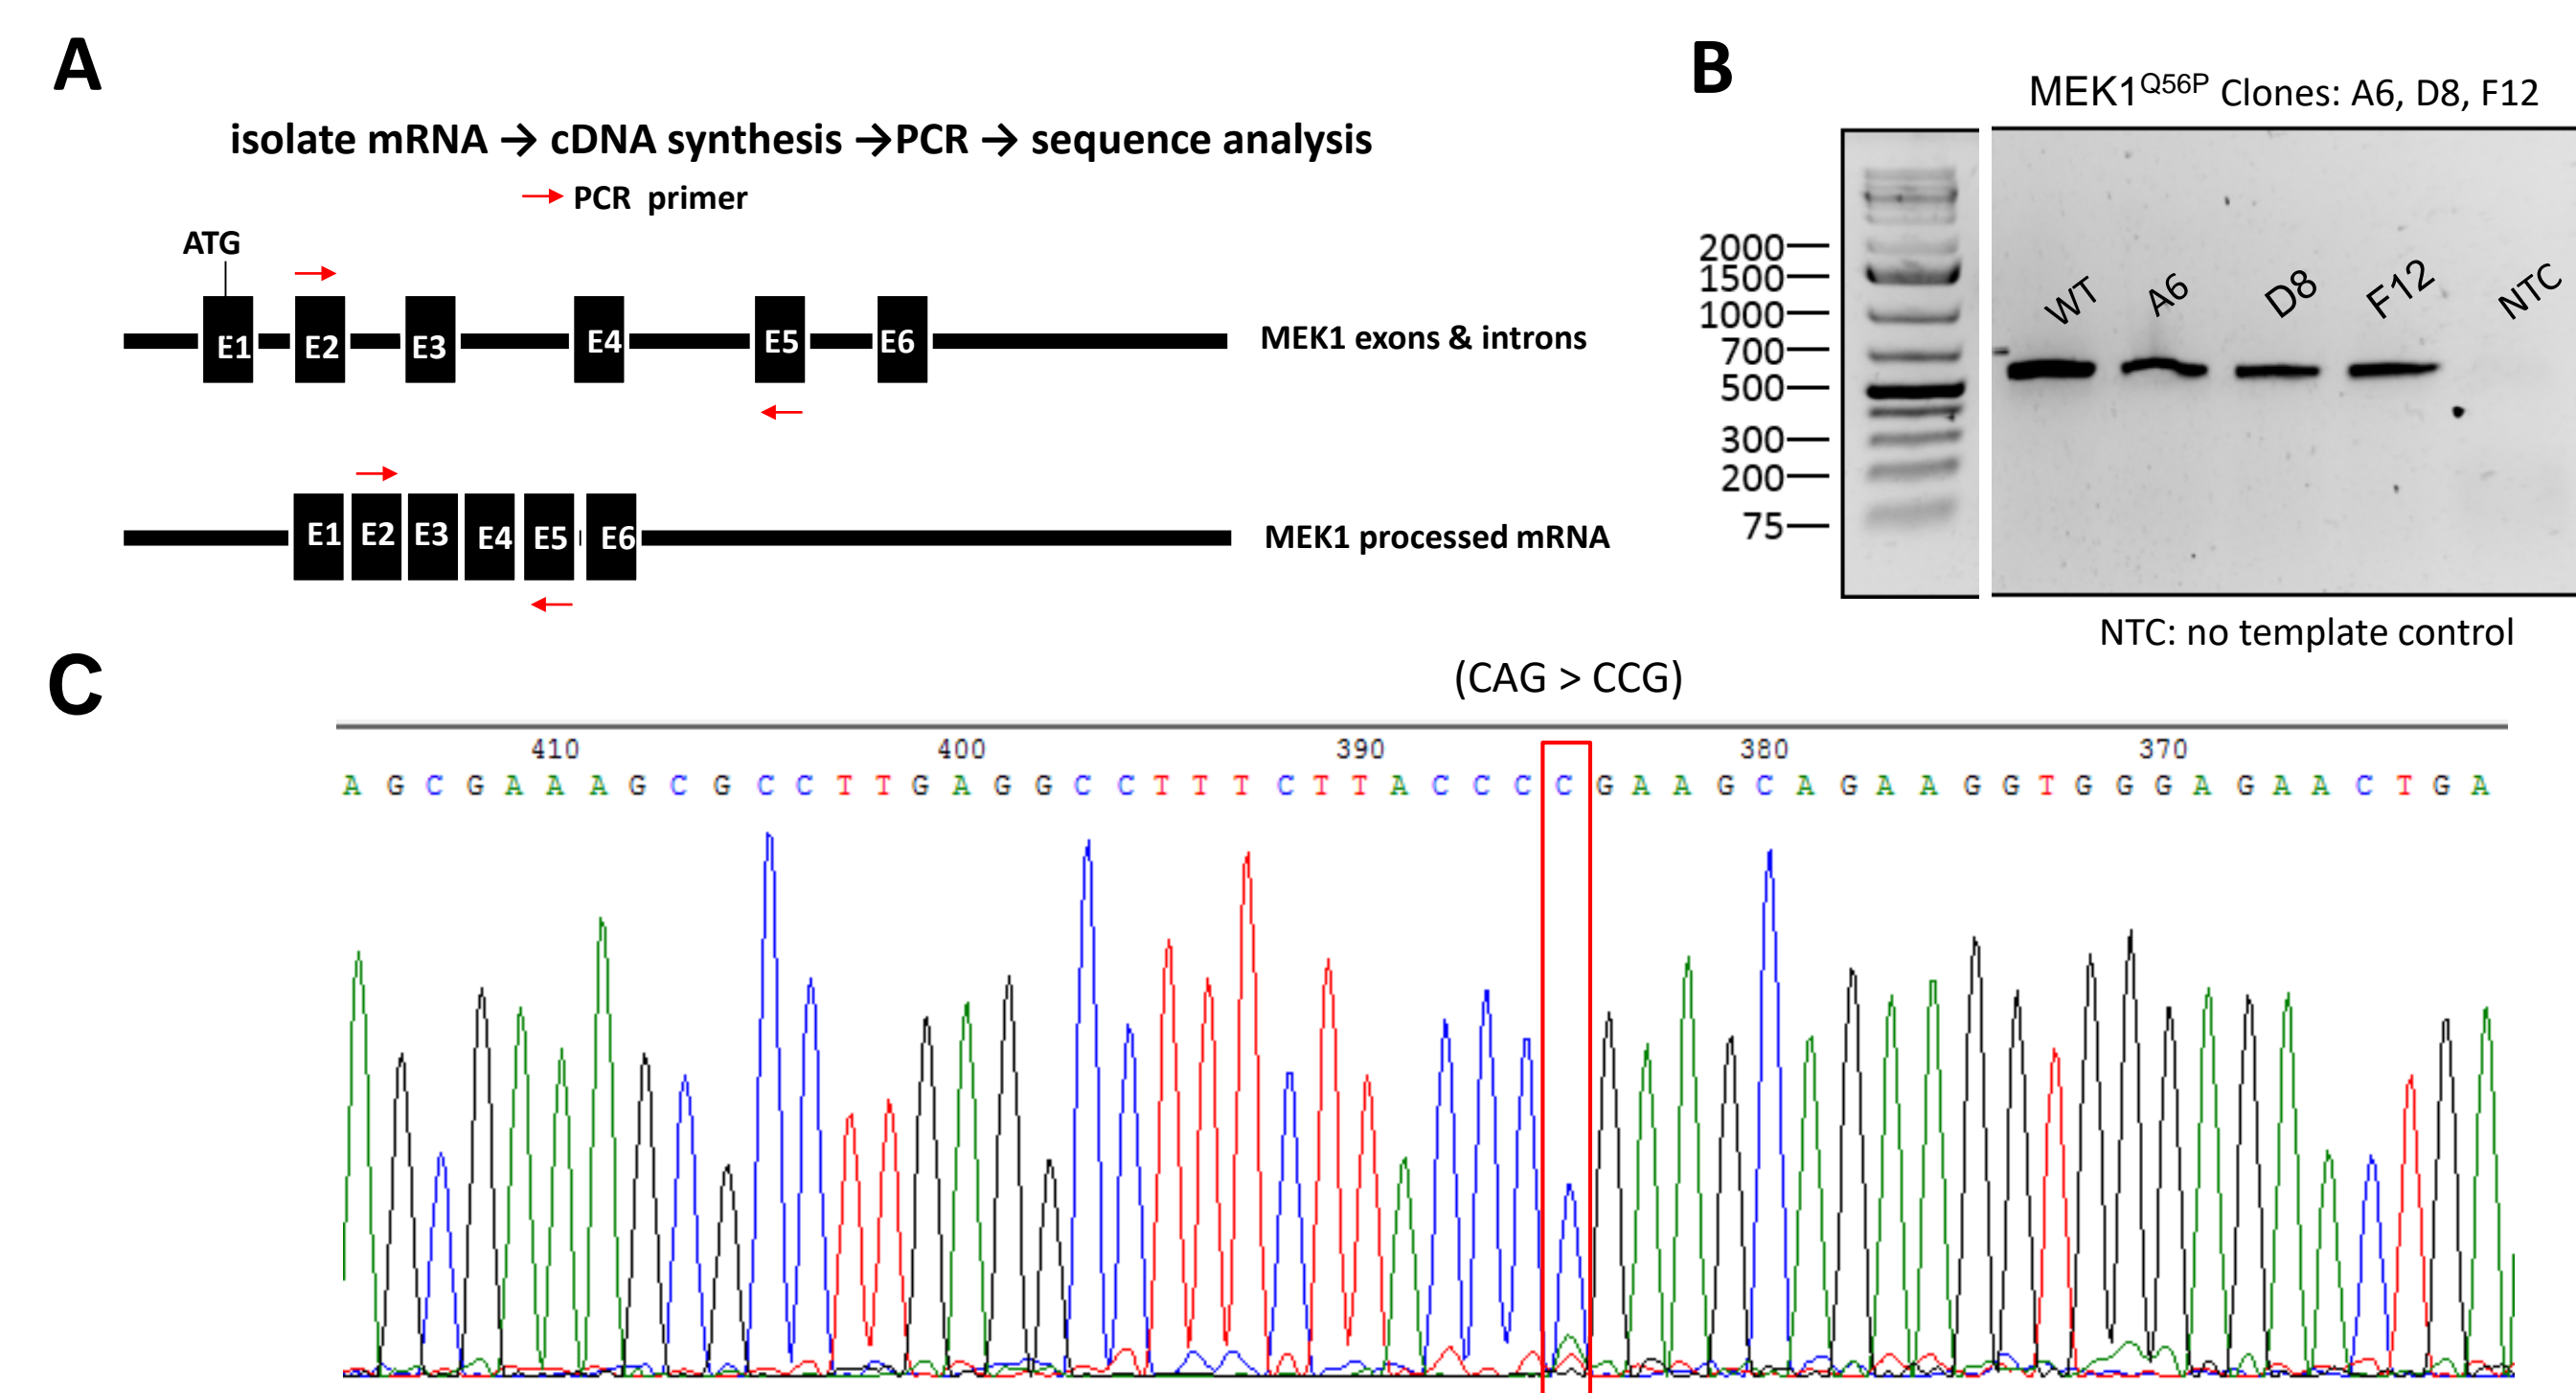 A
isolate mRNA → cDNA synthesis →PCR → sequence analysis
→ PCR primer
ATG
E1 E2 E3 E4 E5 E6
MEK1 exons & introns
E1 E2 E3 E4 E5 E6
MEK1 processed mRNA
B
MEK1Q56P Clones: A6, D8, F12
2000
1500
1000
700
500
300
200
75
WT A6 D8 F12 NTC
NTC: no template control
C
(CAG > CCG)
410 400 390 380 370
A G C G A A A G C G C C T T G A G G C C T T T C T T A C C C C G A A G C A G A A G G T G G G A G A A C T G A